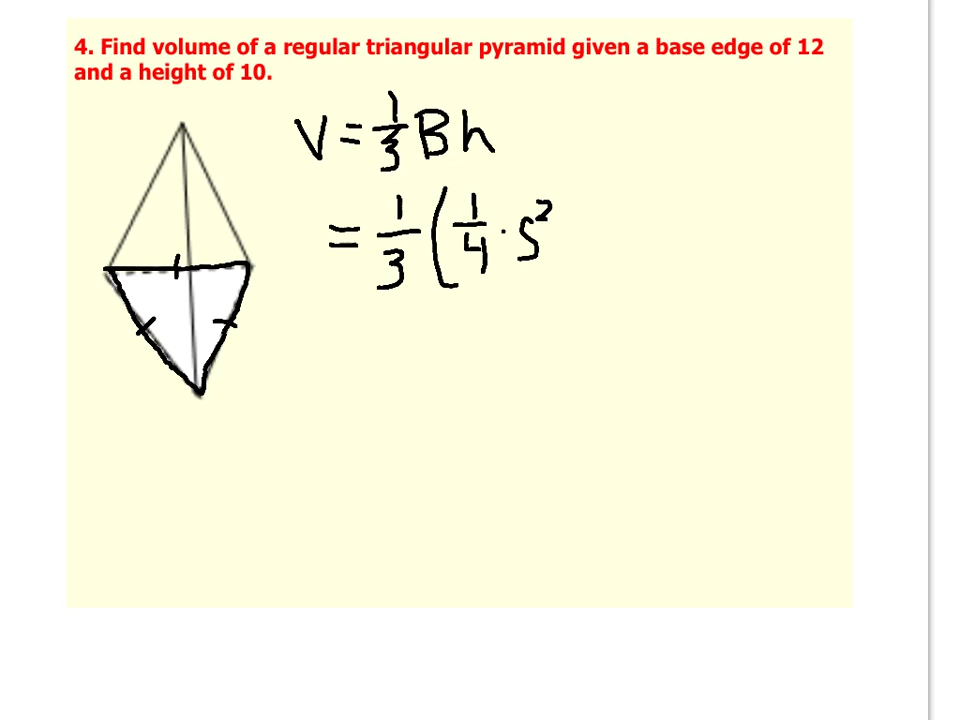 4. Find volume of a regular triangular pyramid given a base edge of 12
and a height of 10.
V = 1/3 Bh
= 1/3 ( 1/4 · s²